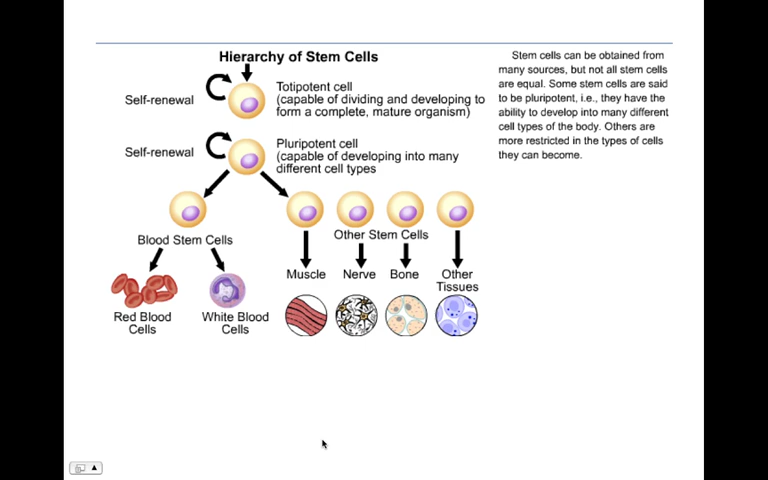 Hierarchy of Stem Cells
Self-renewal
Totipotent cell
(capable of dividing and developing to
form a complete, mature organism)
Self-renewal
Pluripotent cell
(capable of developing into many
different cell types
Blood Stem Cells
Other Stem Cells
Red Blood
Cells
White Blood
Cells
Muscle
Nerve
Bone
Other
Tissues
Stem cells can be obtained from
many sources, but not all stem cells
are equal. Some stem cells are said
to be pluripotent, i.e., they have the
ability to develop into many different
cell types of the body. Others are
more restricted in the types of cells
they can become.